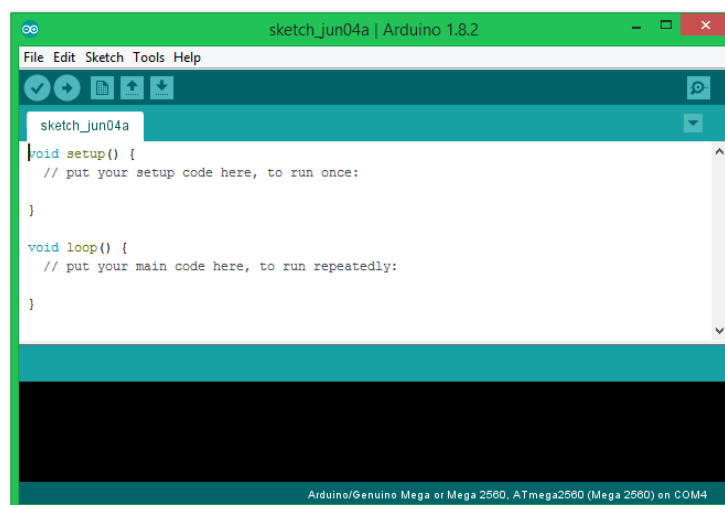 sketch_jun04a | Arduino 1.8.2
File Edit Sketch Tools Help
sketch_jun04a
void setup() {
  // put your setup code here, to run once:
}
void loop() {
  // put your main code here, to run repeatedly:
}
Arduino/Genuino Mega or Mega 2560, ATmega2560 (Mega 2560) on COM4